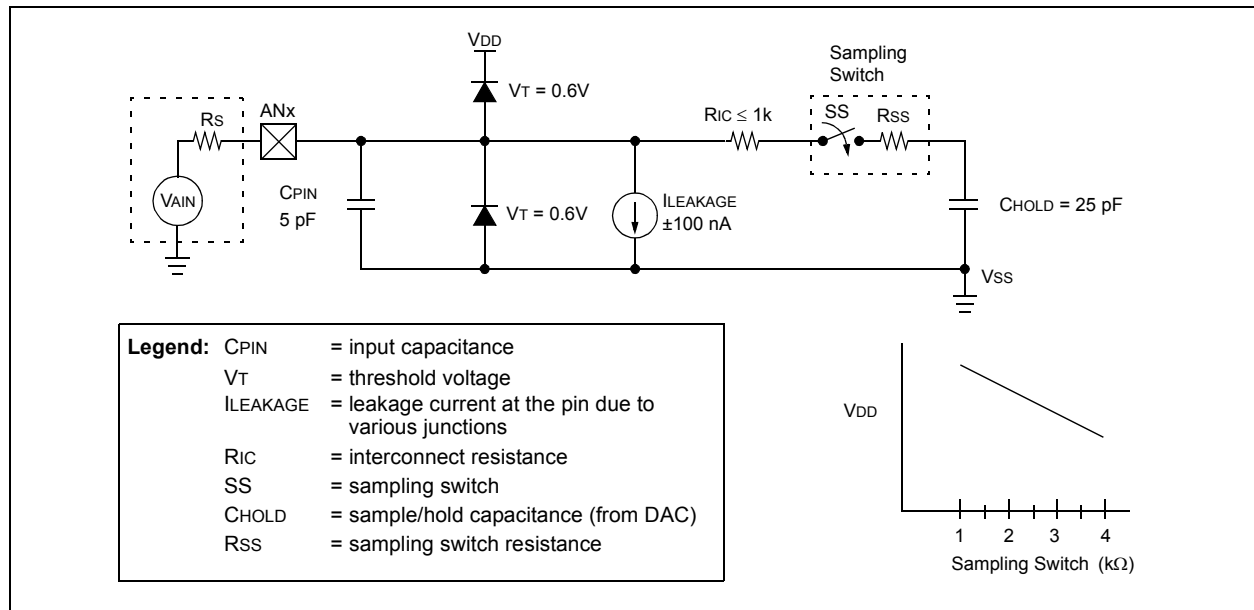 VDD
Sampling
Switch
VT = 0.6V
RS
ANx
RIC ≤ 1k
SS
RSS
VAIN
CPIN
5 pF
VT = 0.6V
ILEAKAGE
±100 nA
CHOLD = 25 pF
VSS
Legend: CPIN = input capacitance
VT = threshold voltage
ILEAKAGE = leakage current at the pin due to
various junctions
RIC = interconnect resistance
SS = sampling switch
CHOLD = sample/hold capacitance (from DAC)
RSS = sampling switch resistance
VDD
1 2 3 4
Sampling Switch (kΩ)